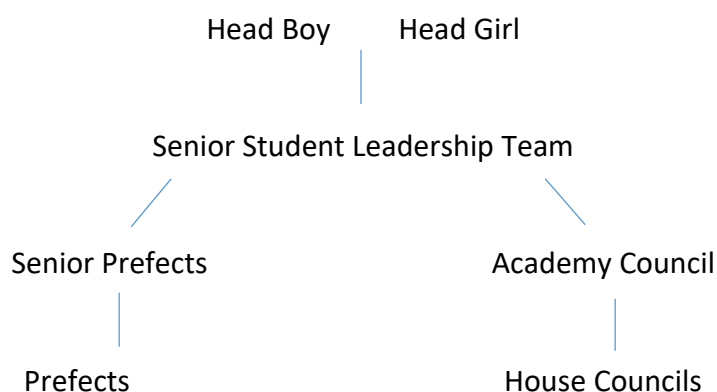 Head Boy Head Girl
Senior Student Leadership Team
Senior Prefects Academy Council
Prefects House Councils